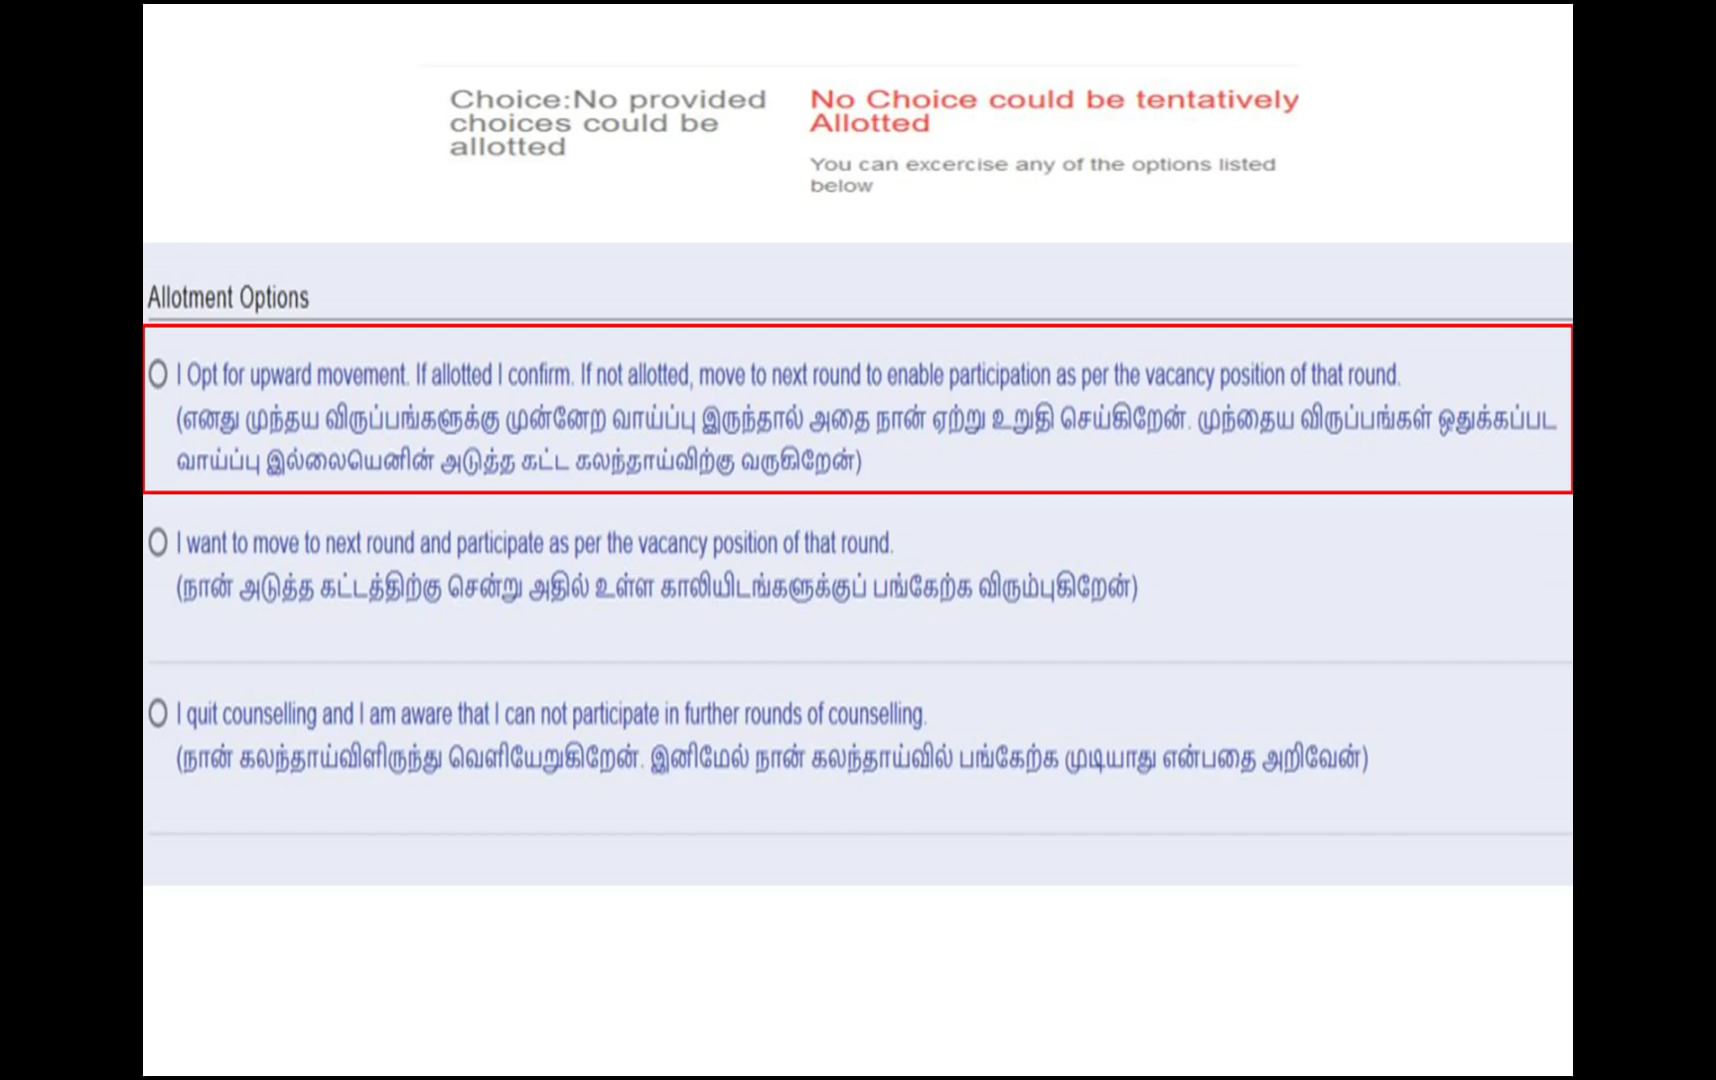 Choice:No provided
choices could be
allotted
No Choice could be tentatively
Allotted
You can excercise any of the options listed
below
Allotment Options
I Opt for upward movement. If allotted I confirm. If not allotted, move to next round to enable participation as per the vacancy position of that round.
(எனது முந்தய விருப்பங்களுக்கு முன்னேற வாய்ப்பு இருந்தால் அதை நான் ஏற்று உறுதி செய்கிறேன். முந்தைய விருப்பங்கள் ஒதுக்கப்பட
வாய்ப்பு இல்லையெனின் அடுத்த கட்ட கலந்தாய்விற்கு வருகிறேன்)
I want to move to next round and participate as per the vacancy position of that round.
(நான் அடுத்த கட்டத்திற்கு சென்று அதில் உள்ள காலியிடங்களுக்குப் பங்கேற்க விரும்புகிறேன்)
I quit counselling and I am aware that I can not participate in further rounds of counselling.
(நான் கலந்தாய்விளிருந்து வெளியேறுகிறேன். இனிமேல் நான் கலந்தாய்வில் பங்கேற்க முடியாது என்பதை அறிவேன்)